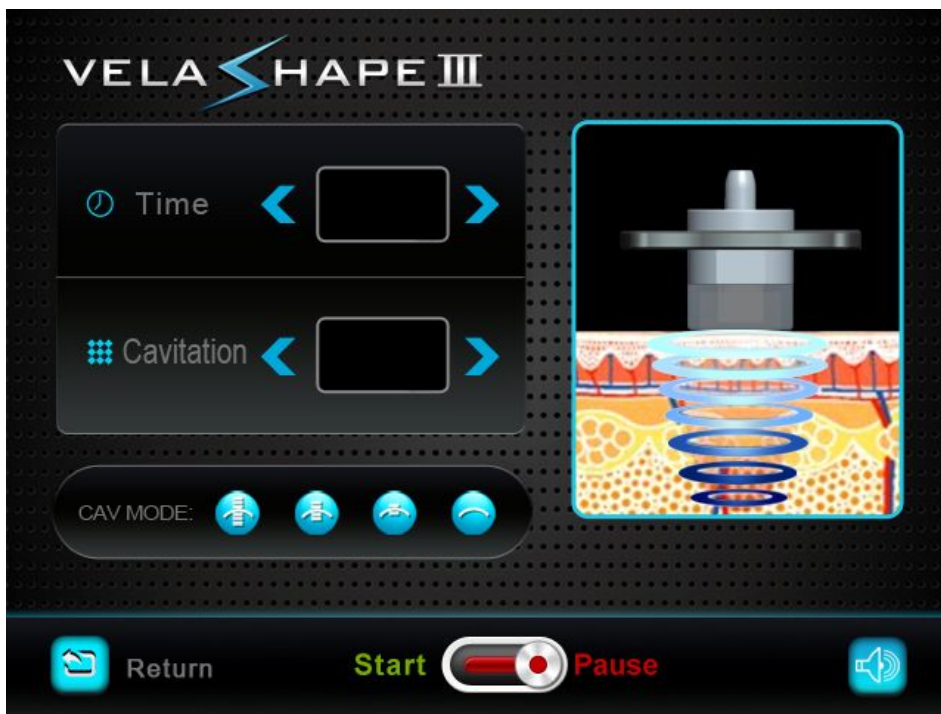 VELASHAPE III
Time
Cavitation
CAV MODE:
Return
Start
Pause